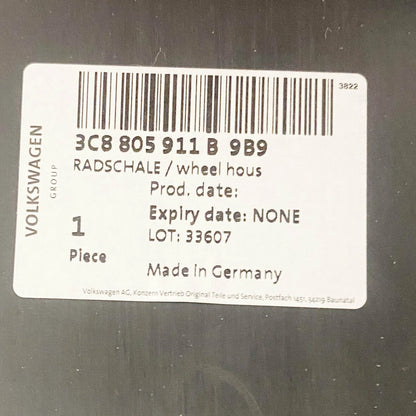 3822
3C8 805 911 B 9B9
RADSCHALE / wheel hous
Prod. date:
Expiry date: NONE
1
LOT: 33607
Piece
Made in Germany
Volkswagen AG, Konzern Vertrieb Original Teile und Service, Postfach 1451, 34219 Baunatal
VOLKSWAGEN
GROUP